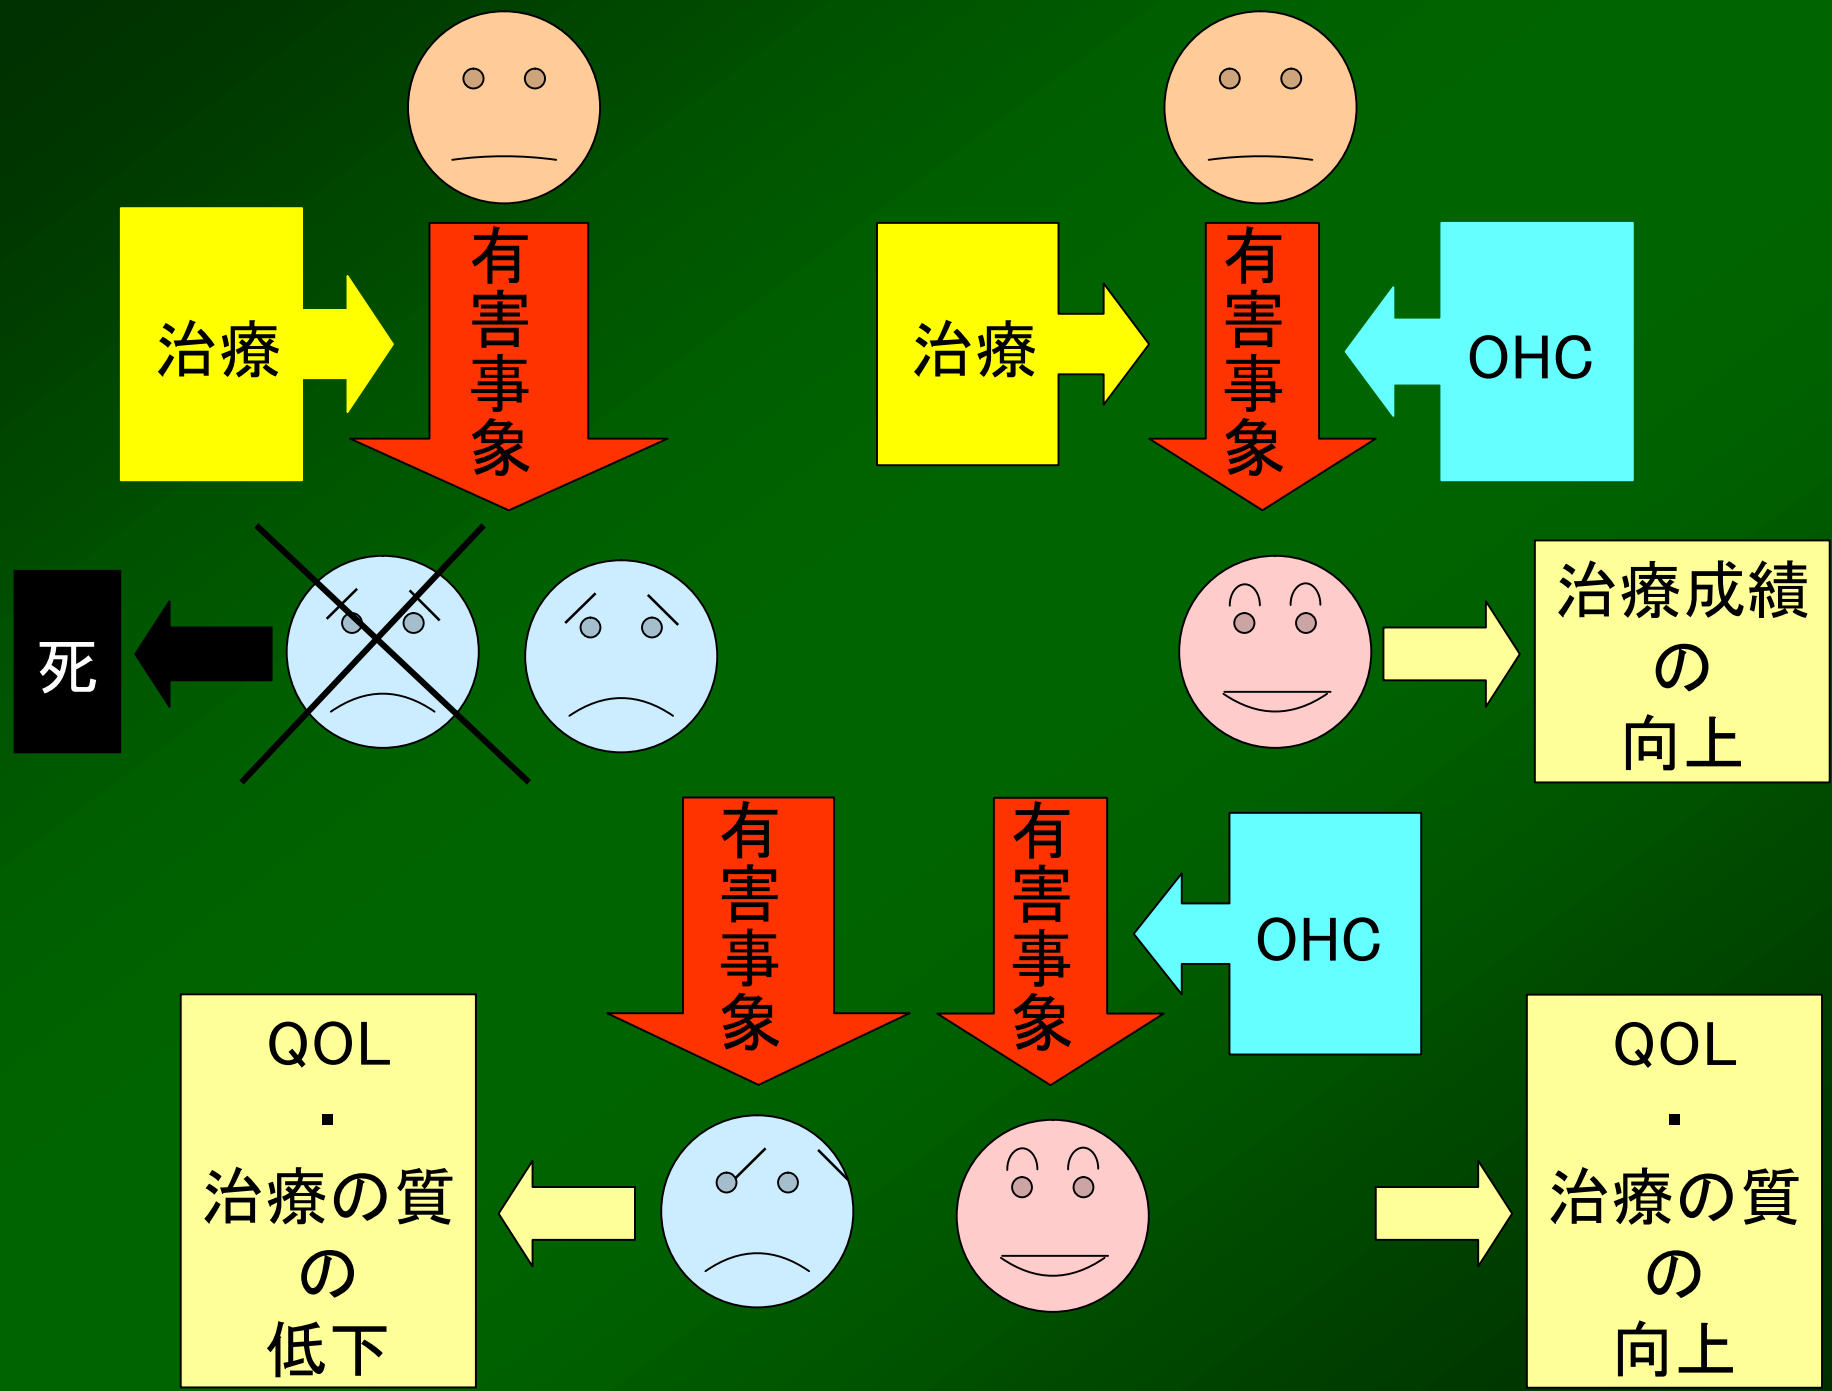 治療
有害事象
治療
有害事象
OHC
死
治療成績
の
向上
有害事象
有害事象
OHC
QOL
・
治療の質
の
低下
QOL
・
治療の質
の
向上